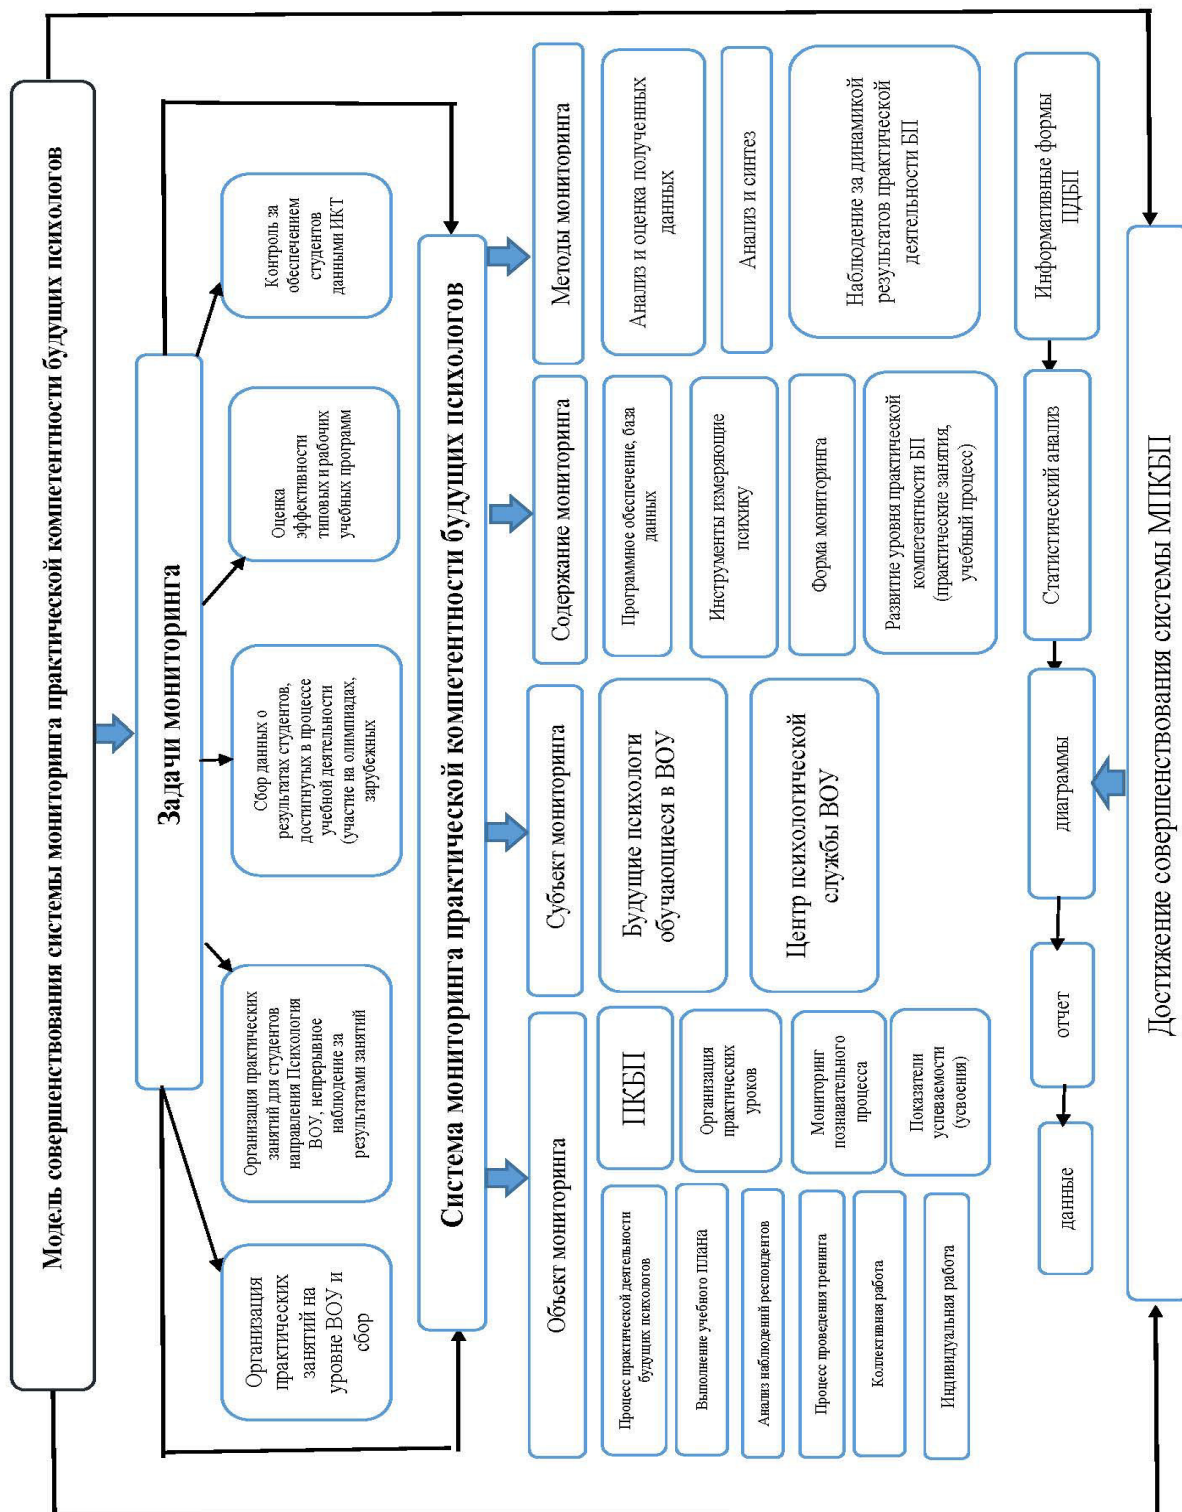 Модель совершенствования системы мониторинга практической компетентности будущих психологов
Задачи мониторинга
Организация
практических
занятий на
уровне ВОУ и
сбор
Организация практических
занятий для студентов
направления Психология
ВОУ, непрерывное
наблюдение за
результатами занятий
Сбор данных о
результатах студентов,
достигнутых в процессе
учебной деятельности
(участие на олимпиадах,
зарубежных
Оценка
эффективности
типовых и рабочих
учебных программ
Контроль за
обеспечением
студентов
данными ИКТ
Система мониторинга практической компетентности будущих психологов
Объект мониторинга
Процесс практической деятельности
будущих психологов
Выполнение учебного плана
Анализ наблюдений респондентов
Процесс проведения тренинга
Коллективная работа
Индивидуальная работа
ПКБП
Организация
практических
уроков
Мониторинг
познавательного
процесса
Показатели
успеваемости
(усвоения)
Субъект мониторинга
Будущие психологи
обучающиеся в ВОУ
Центр психологической
службы ВОУ
Содержание мониторинга
Программное обеспечение, база
данных
Инструменты измеряющие
психику
Форма мониторинга
Развитие уровня практической
компетентности БП
(практические занятия,
учебный процесс)
Методы мониторинга
Анализ и оценка полученных
данных
Анализ и синтез
Наблюдение за динамикой
результатов практической
деятельности БП
данные
отчет
диаграммы
Статистический анализ
Информативные формы
ПДБП
Достижение совершенствования системы МПКБП